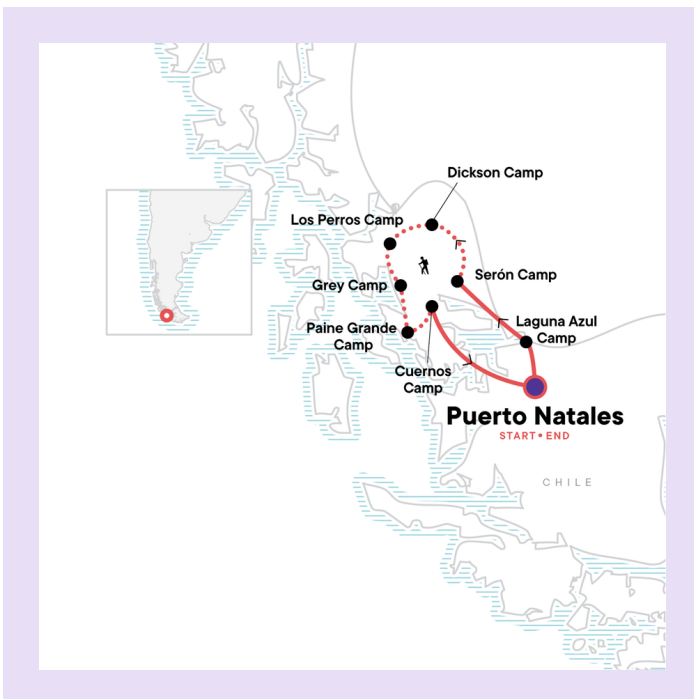 Dickson Camp
Los Perros Camp
Serón Camp
Grey Camp
Laguna Azul
Camp
Paine Grande
Camp
Cuernos
Camp
Puerto Natales
START • END
CHILE